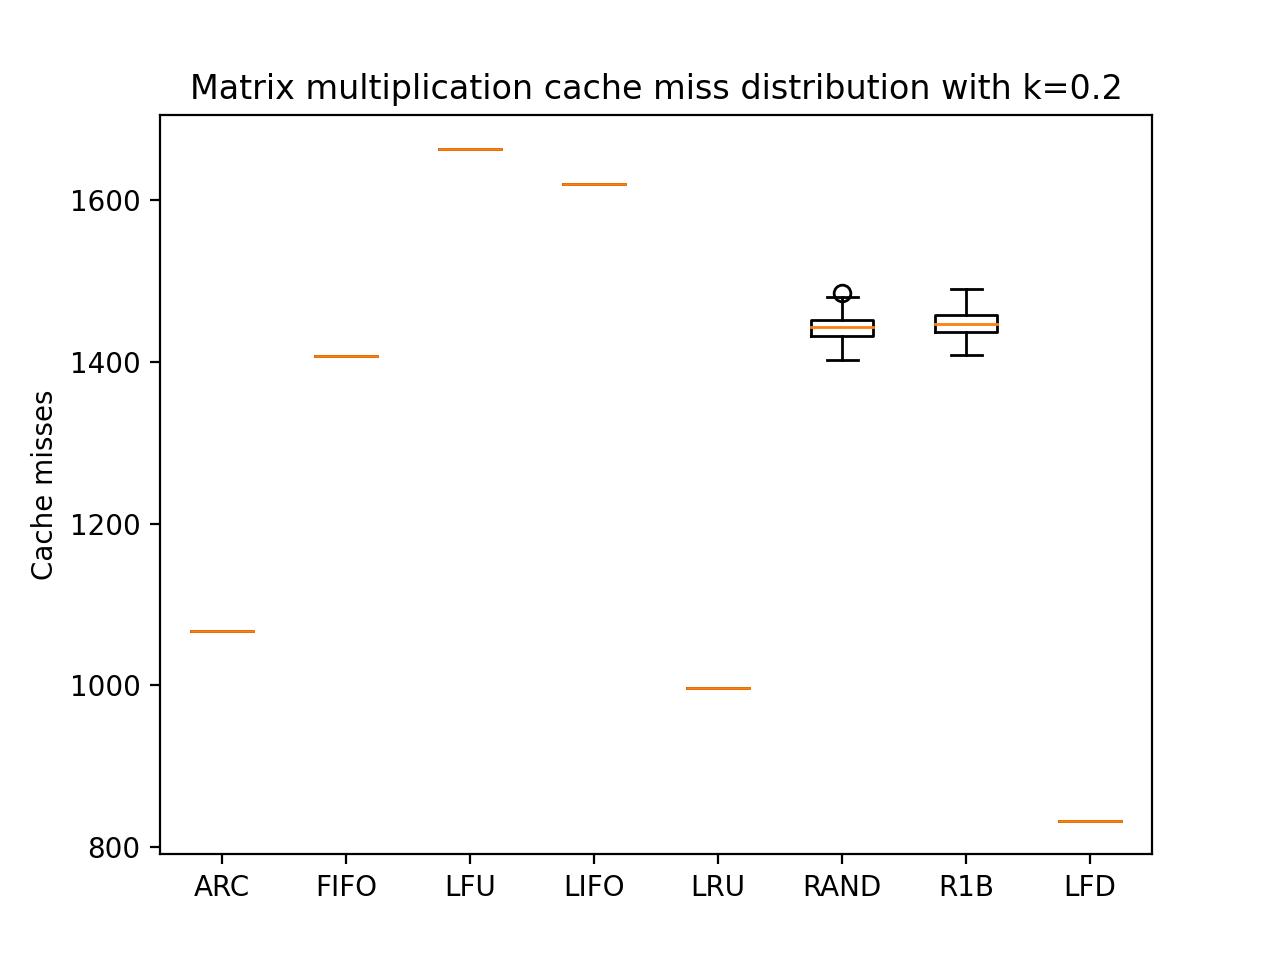 Matrix multiplication cache miss distribution with k=0.2
Cache misses
1600
1400
1200
1000
800
ARC FIFO LFU LIFO LRU RAND R1B LFD